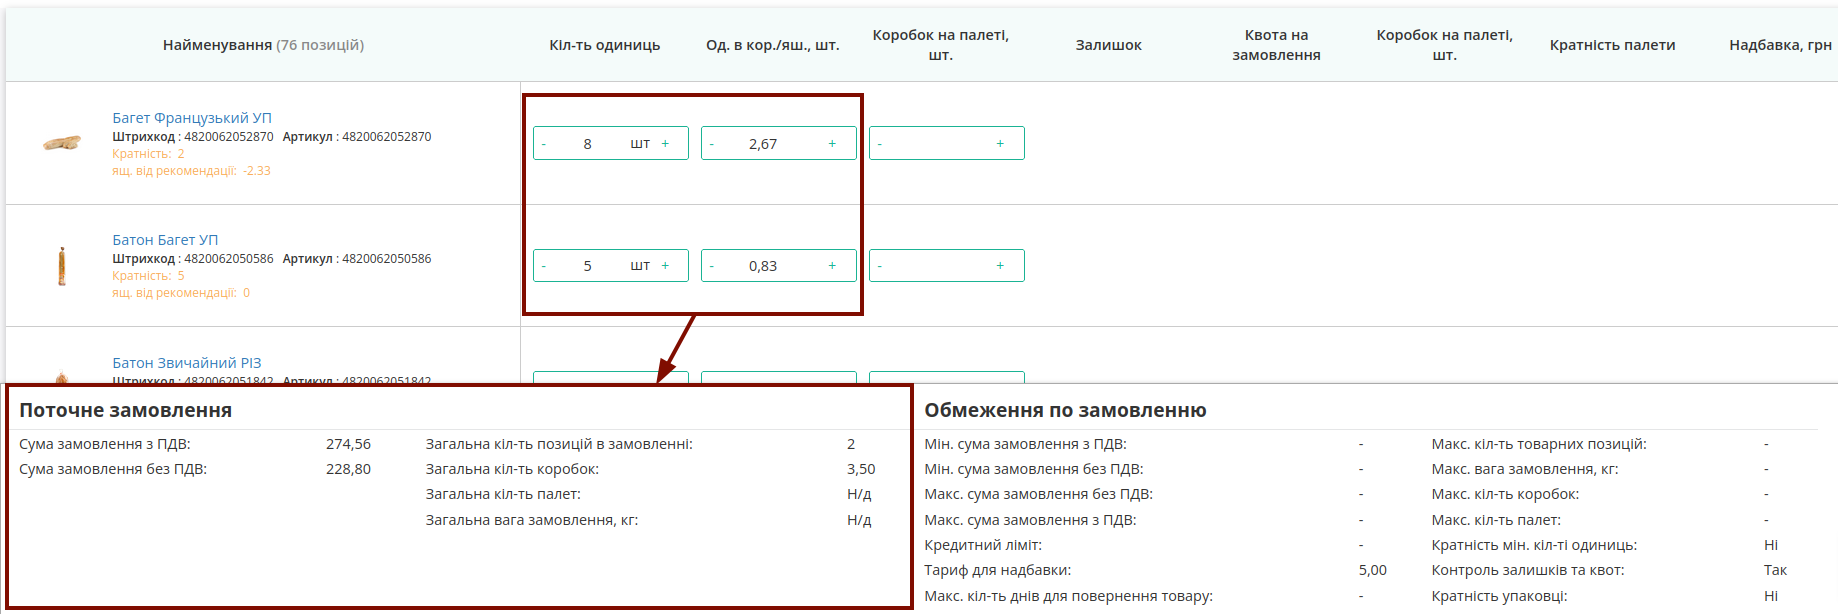 Найменування (76 позицій)
Кіл-ть одиниць
Од. в кор./яш., шт.
Коробок на палеті,
шт.
Залишок
Квота на
замовлення
Коробок на палеті,
шт.
Кратність палети
Надбавка, грн
Багет Французький УП
Штрихкод : 4820062052870 Артикул : 4820062052870
Кратність: 2
ящ. від рекомендації: -2.33
- 8 шт +
- 2,67 +
- +
Батон Багет УП
Штрихкод : 4820062050586 Артикул : 4820062050586
Кратність: 5
ящ. від рекомендації: 0
- 5 шт +
- 0,83 +
- +
Батон Звичайний РІЗ
Штрихкод : 4820062051842 Артикул : 4820062051842
Поточне замовлення
Сума замовлення з ПДВ: 274,56
Сума замовлення без ПДВ: 228,80
Загальна кіл-ть позицій в замовленні: 2
Загальна кіл-ть коробок: 3,50
Загальна кіл-ть палет: Н/д
Загальна вага замовлення, кг: Н/д
Обмеження по замовленню
Мін. сума замовлення з ПДВ: -
Мін. сума замовлення без ПДВ: -
Макс. сума замовлення без ПДВ: -
Макс. сума замовлення з ПДВ: -
Кредитний ліміт: -
Тариф для надбавки: 5,00
Макс. кіл-ть днів для повернення товару: -
Макс. кіл-ть товарних позицій: -
Макс. вага замовлення, кг: -
Макс. кіл-ть коробок: -
Макс. кіл-ть палет: -
Кратність мін. кіл-ті одиниць: Ні
Контроль залишків та квот: Так
Кратність упаковці: Ні